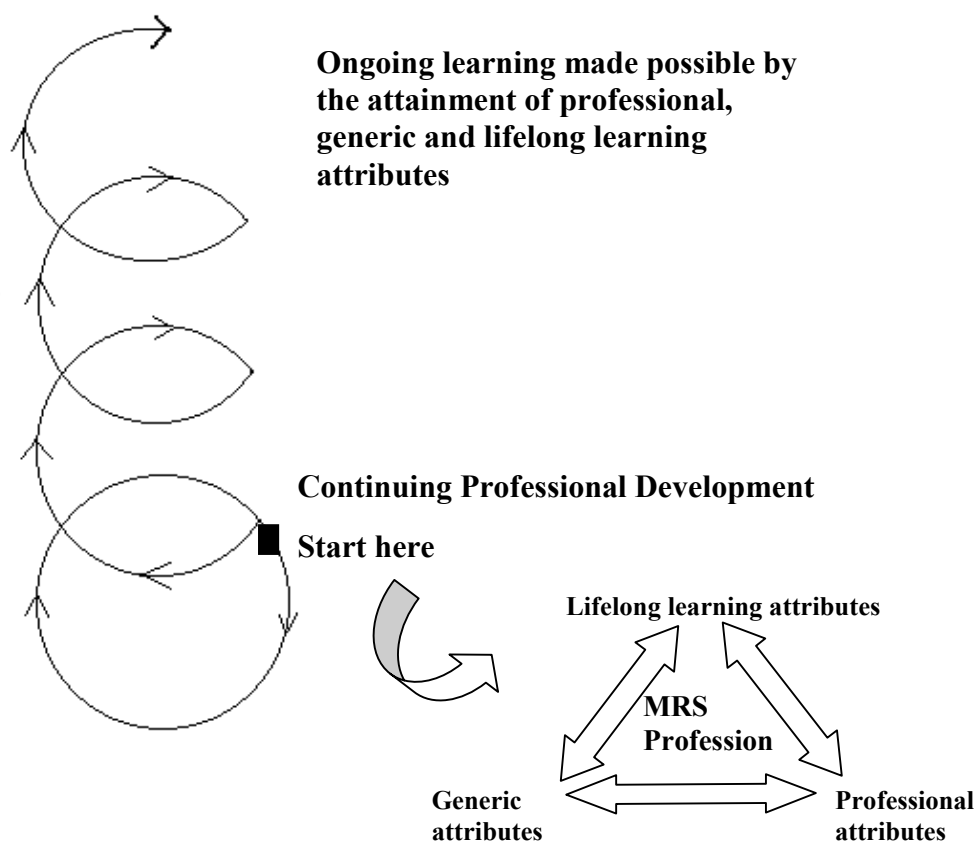 Ongoing learning made possible by
the attainment of professional,
generic and lifelong learning
attributes
Continuing Professional Development
Start here
Lifelong learning attributes
MRS
Profession
Generic
attributes
Professional
attributes